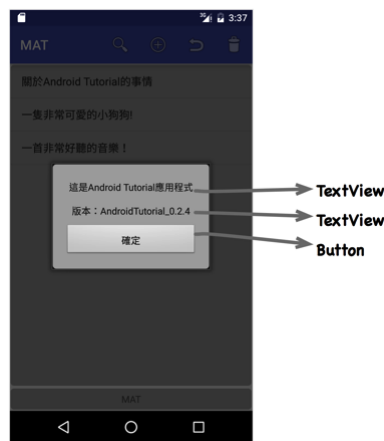 3G 3:37
MAT
關於Android Tutorial的事情
一隻非常可愛的小狗狗!
一首非常好聽的音樂！
這是Android Tutorial應用程式
TextView
版本：AndroidTutorial_0.2.4
TextView
確定
Button
MAT